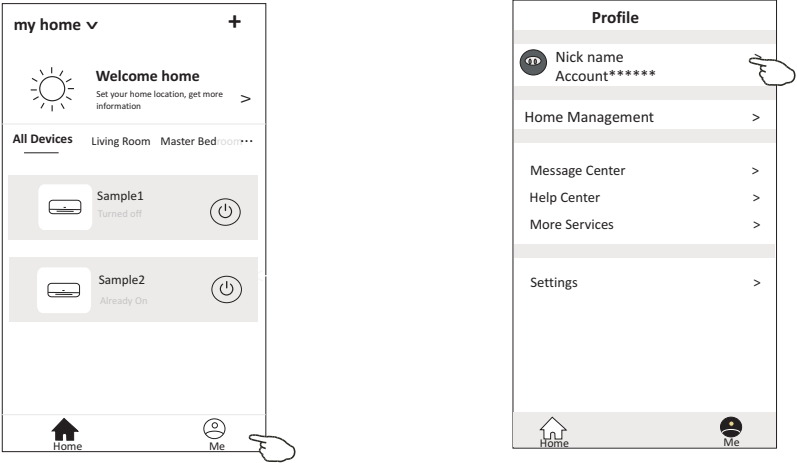 my home
+
Welcome home
Set your home location, get more
information
>
All Devices
Living Room
Master Bedroom...
Sample1
Turned off
Sample2
Already On
Home
Me
Profile
Nick name
Account******
Home Management >
Message Center >
Help Center >
More Services >
Settings >
Home
Me